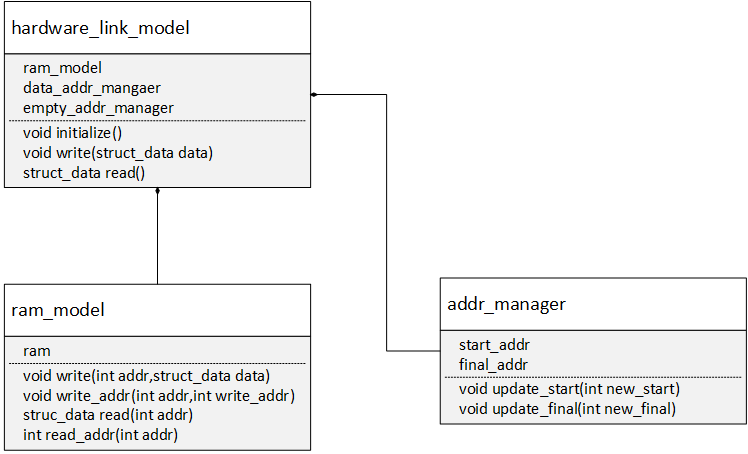 hardware_link_model
ram_model
data_addr_mangaer
empty_addr_manager
void initialize()
void write(struct_data data)
struct_data read()
ram_model
ram
void write(int addr,struct_data data)
void write_addr(int addr,int write_addr)
struc_data read(int addr)
int read_addr(int addr)
addr_manager
start_addr
final_addr
void update_start(int new_start)
void update_final(int new_final)